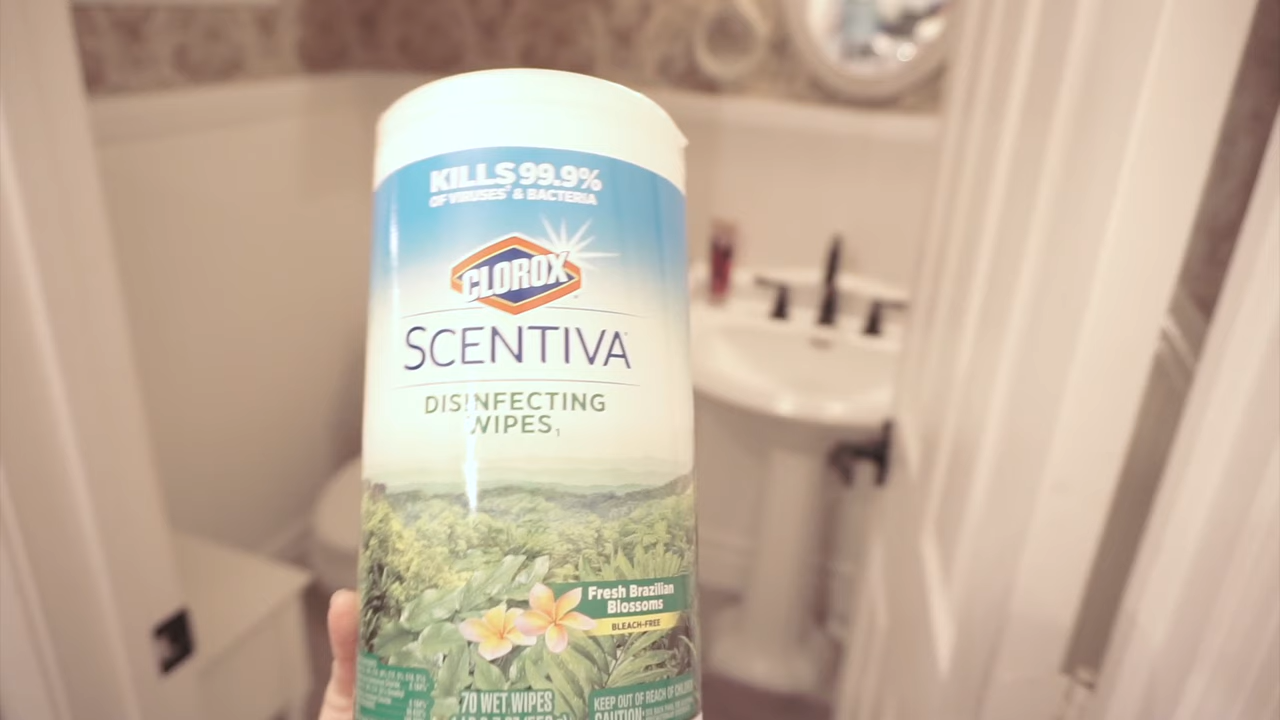 KILLS 99.9%
OF VIRUSES* & BACTERIA
CLOROX
SCENTIVA
DISINFECTING
WIPES1
Fresh Brazilian
Blossoms
BLEACH-FREE
70 WET WIPES
KEEP OUT OF REACH OF CHILDREN
CAUTION: